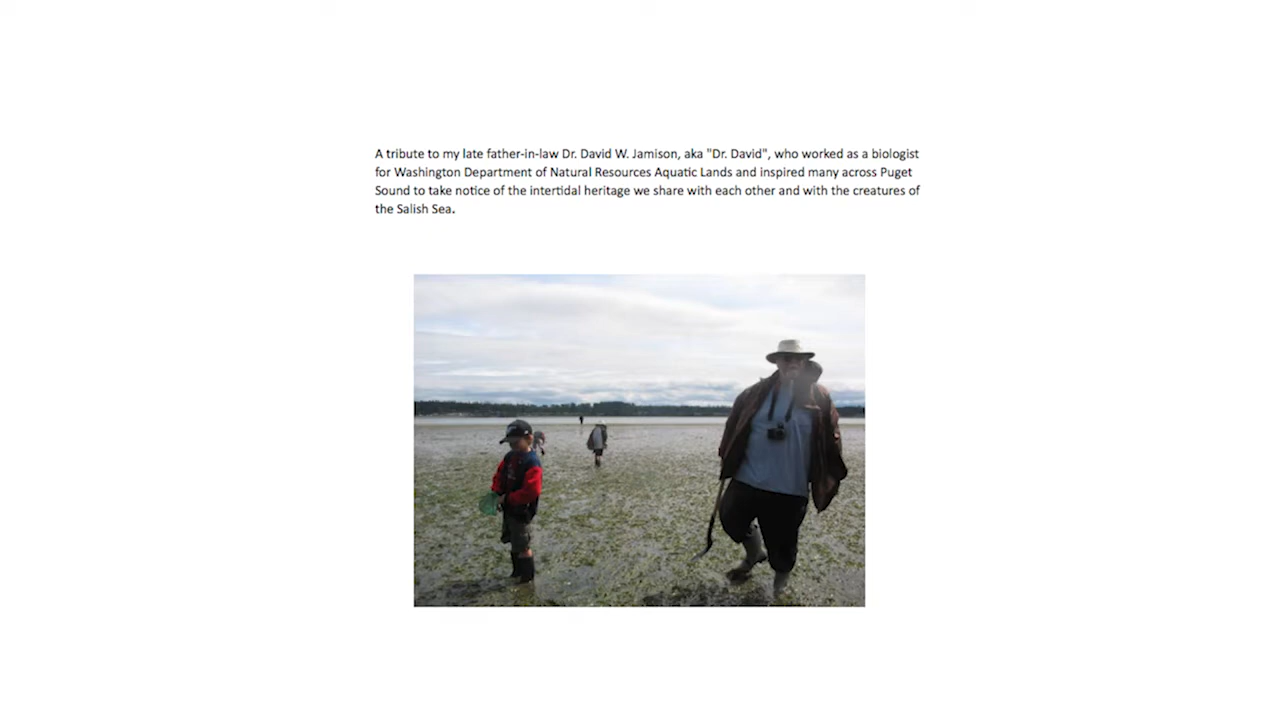 A tribute to my late father-in-law Dr. David W. Jamison, aka "Dr. David", who worked as a biologist
for Washington Department of Natural Resources Aquatic Lands and inspired many across Puget
Sound to take notice of the intertidal heritage we share with each other and with the creatures of
the Salish Sea.